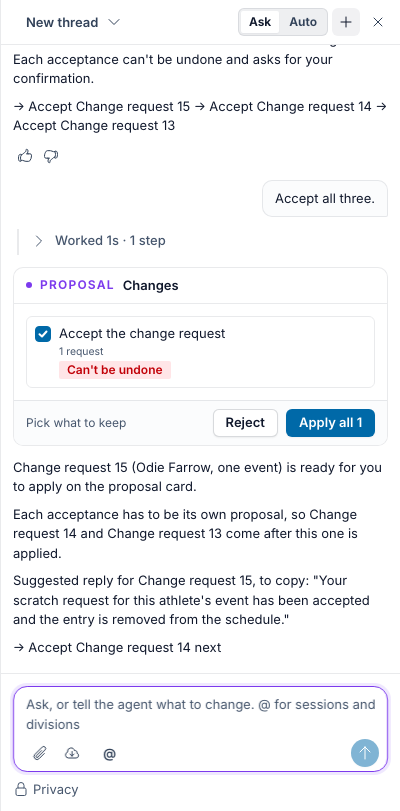 New thread
Ask
Auto
Each acceptance can't be undone and asks for your
confirmation.
→ Accept Change request 15 → Accept Change request 14 →
Accept Change request 13
Accept all three.
Worked 1s · 1 step
PROPOSAL Changes
Accept the change request
1 request
Can't be undone
Pick what to keep
Reject
Apply all 1
Change request 15 (Odie Farrow, one event) is ready for you
to apply on the proposal card.
Each acceptance has to be its own proposal, so Change
request 14 and Change request 13 come after this one is
applied.
Suggested reply for Change request 15, to copy: "Your
scratch request for this athlete's event has been accepted
and the entry is removed from the schedule."
→ Accept Change request 14 next
Ask, or tell the agent what to change. @ for sessions and
divisions
@
Privacy